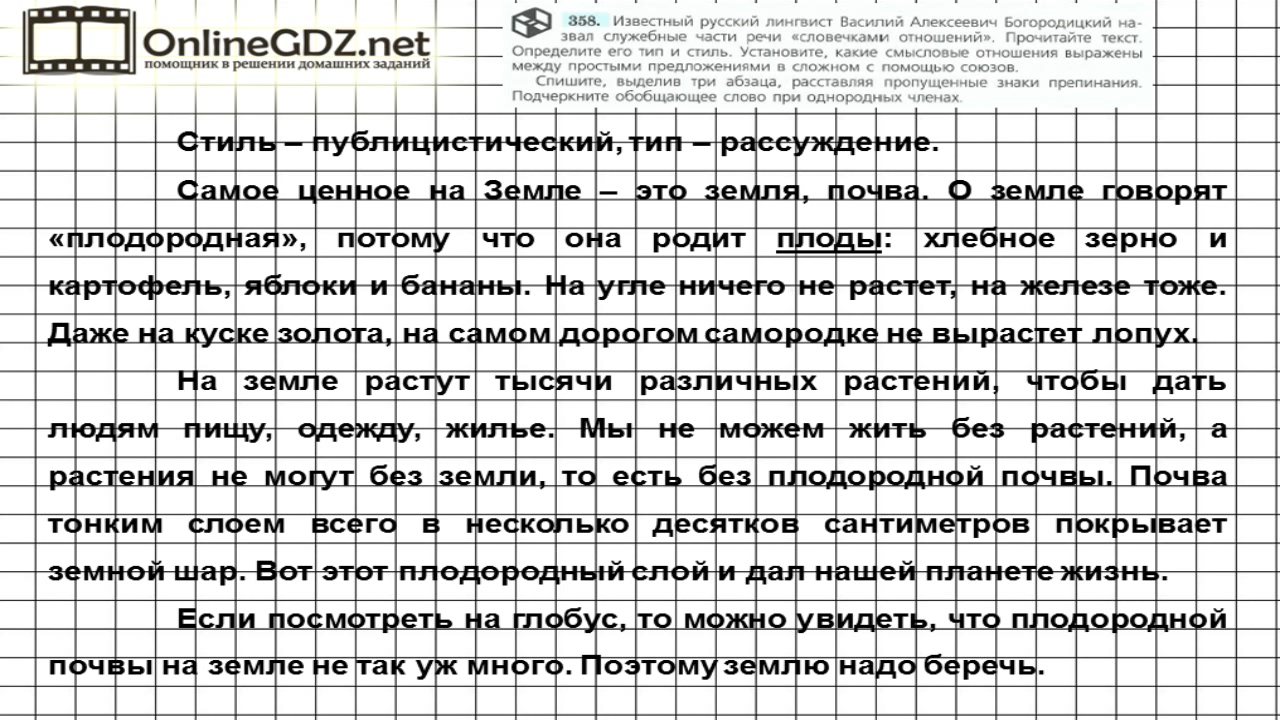 OnlineGDZ.net
помощник в решении домашних заданий
358. Известный русский лингвист Василий Алексеевич Богородицкий на-
звал служебные части речи «словечками отношений». Прочитайте текст.
Определите его тип и стиль. Установите, какие смысловые отношения выражены
между простыми предложениями в сложном с помощью союзов.
Спишите, выделив три абзаца, расставляя пропущенные знаки препинания.
Подчеркните обобщающее слово при однородных членах.
Стиль – публицистический, тип – рассуждение.
Самое ценное на Земле – это земля, почва. О земле говорят
«плодородная», потому что она родит плоды: хлебное зерно и
картофель, яблоки и бананы. На угле ничего не растет, на железе тоже.
Даже на куске золота, на самом дорогом самородке не вырастет лопух.
На земле растут тысячи различных растений, чтобы дать
людям пищу, одежду, жилье. Мы не можем жить без растений, а
растения не могут без земли, то есть без плодородной почвы. Почва
тонким слоем всего в несколько десятков сантиметров покрывает
земной шар. Вот этот плодородный слой и дал нашей планете жизнь.
Если посмотреть на глобус, то можно увидеть, что плодородной
почвы на земле не так уж много. Поэтому землю надо беречь.